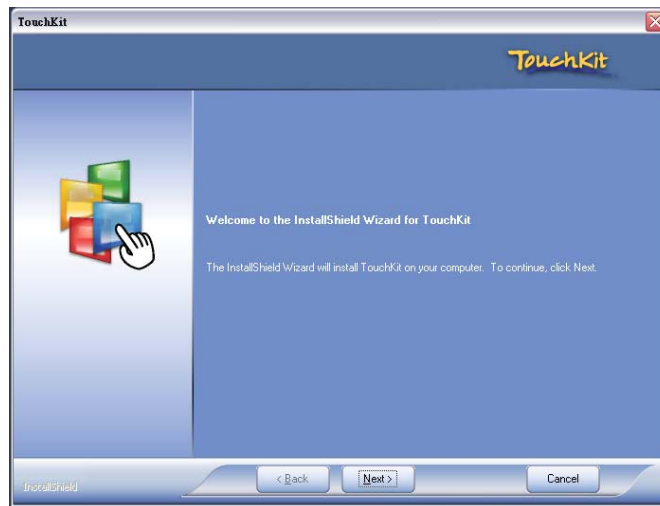 TouchKit
TouchKit
Welcome to the InstallShield Wizard for TouchKit
The InstallShield Wizard will install TouchKit on your computer. To continue, click Next.
InstallShield
< Back
Next >
Cancel